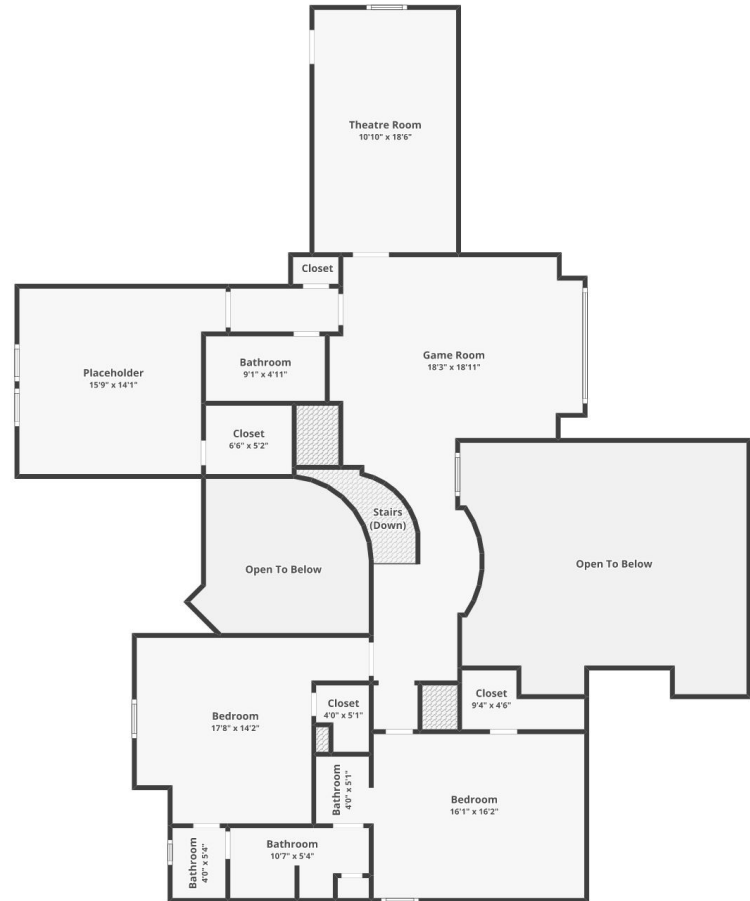 Theatre Room
10'10" x 18'6"
Closet
Game Room
18'3" x 18'11"
Bathroom
9'1" x 4'11"
Placeholder
15'9" x 14'1"
Closet
6'6" x 5'2"
Stairs
(Down)
Open To Below
Open To Below
Closet
9'4" x 4'6"
Closet
4'0" x 5'1"
Bedroom
17'8" x 14'2"
Bathroom
4'0" x 5'1"
Bedroom
16'1" x 16'2"
Bathroom
4'0" x 5'4"
Bathroom
10'7" x 5'4"